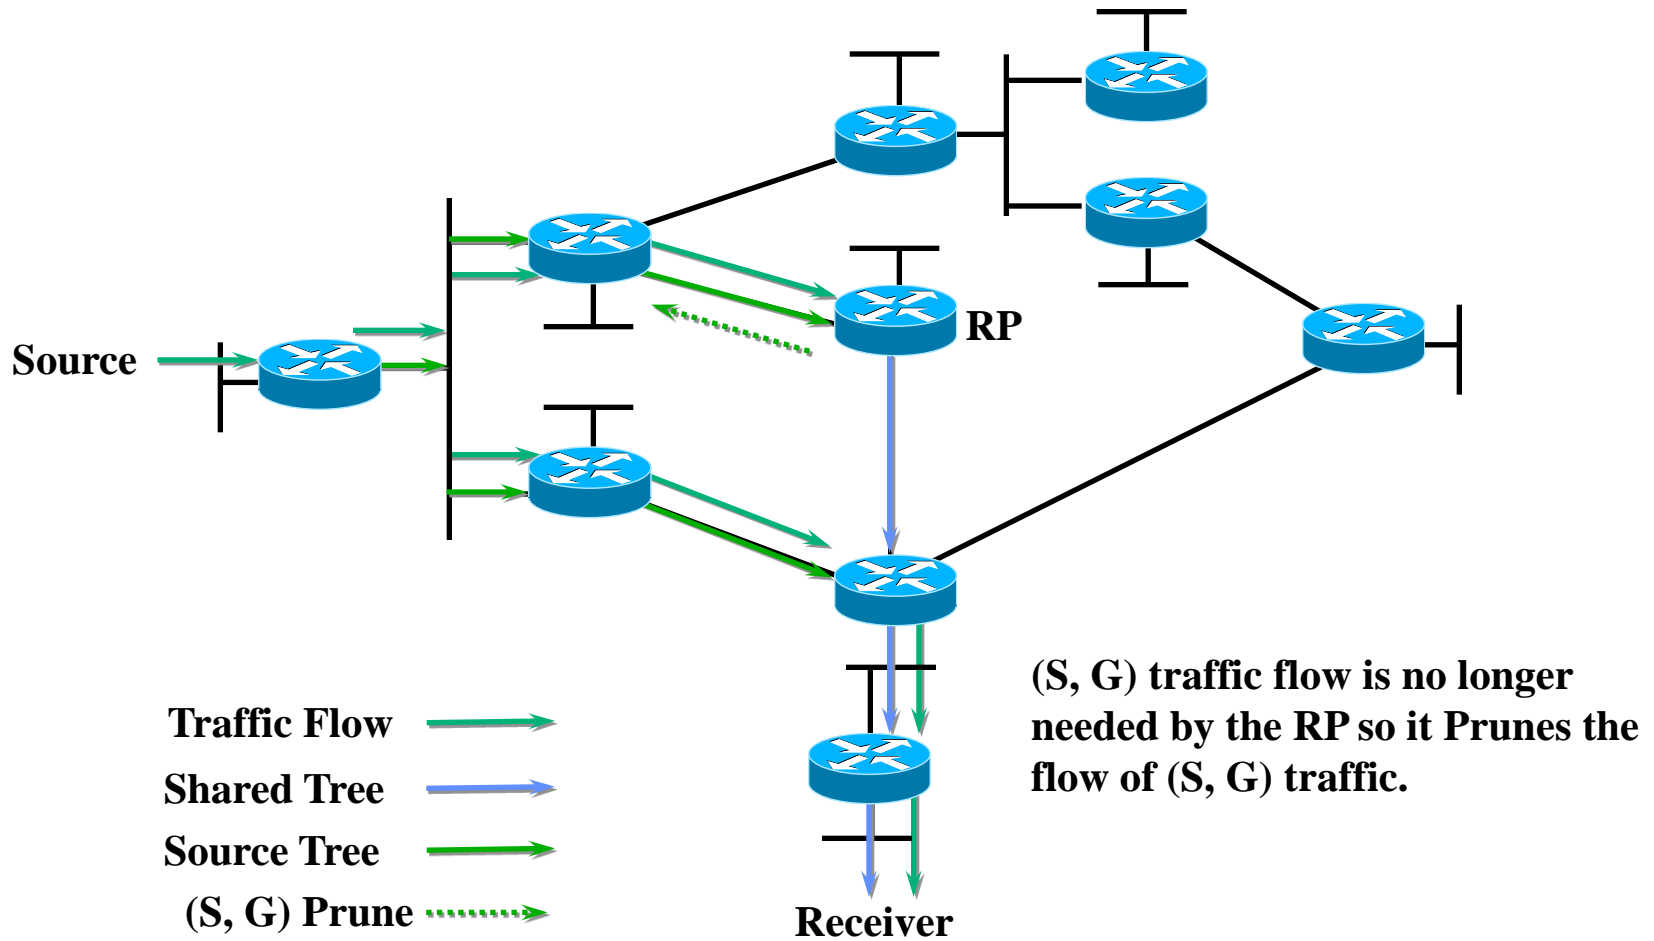 RP
Source
(S, G) traffic flow is no longer
needed by the RP so it Prunes the
flow of (S, G) traffic.
Traffic Flow
Shared Tree
Source Tree
(S, G) Prune
Receiver